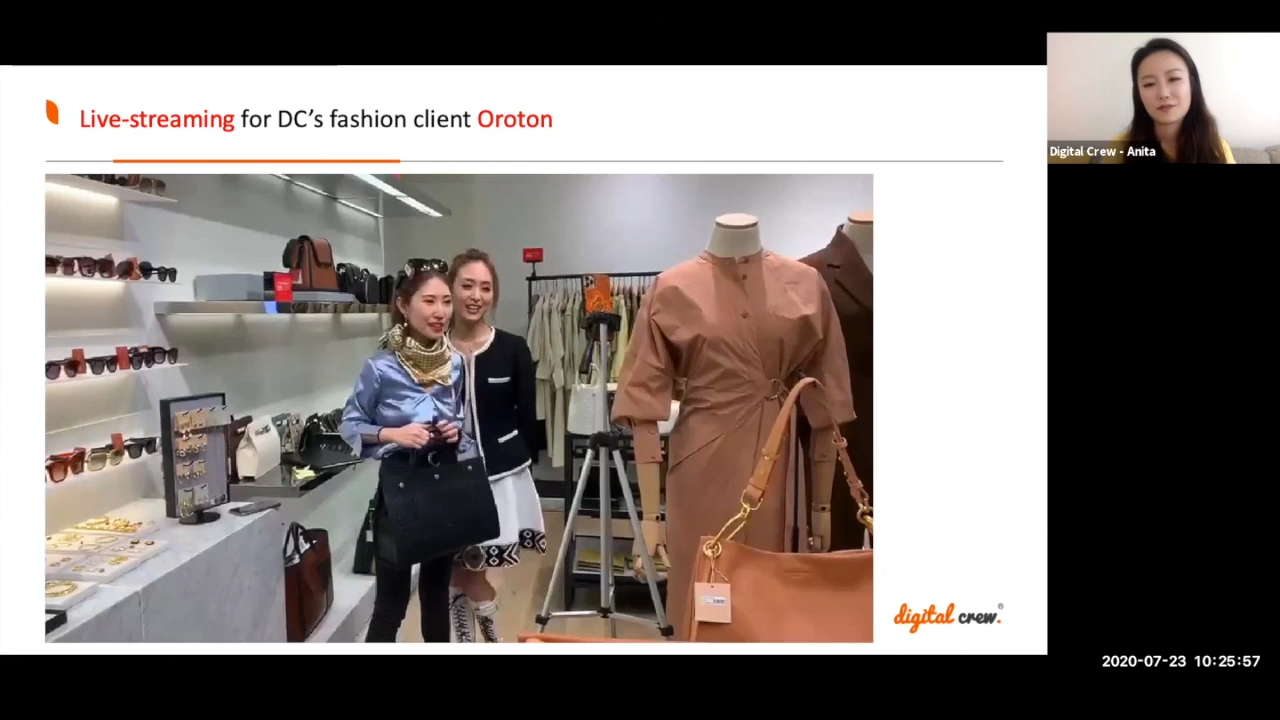 Live-streaming for DC’s fashion client Oroton
Digital Crew - Anita
digital crew.®
2020-07-23 10:25:57